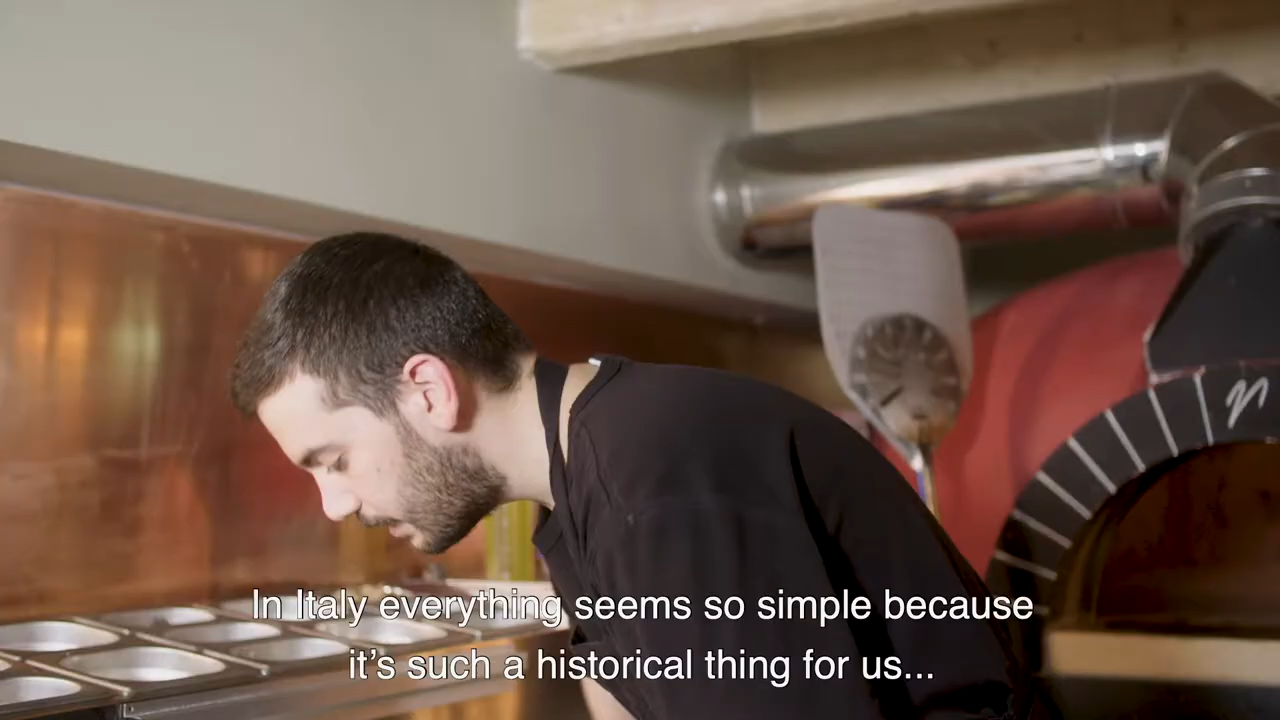 In Italy everything seems so simple because
it’s such a historical thing for us...